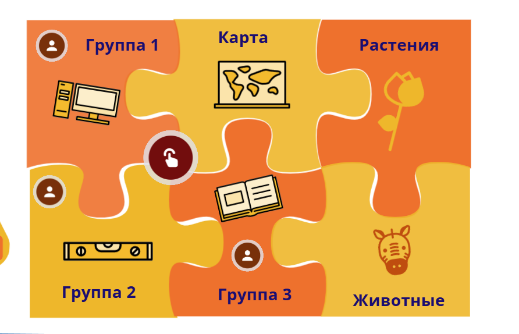 Группа 1
Карта
Растения
Группа 2
Группа 3
Животные